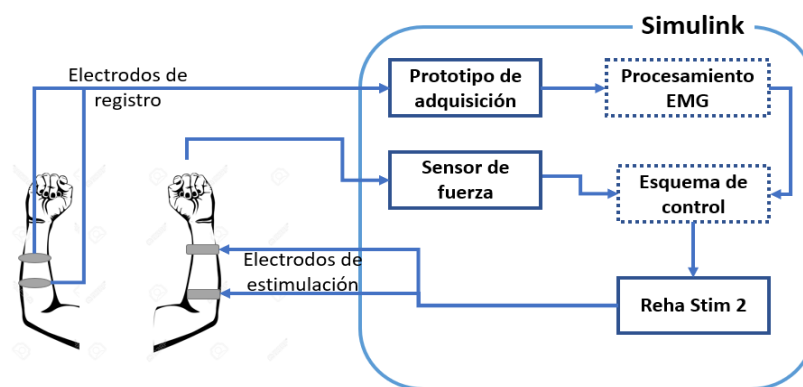 Simulink
Electrodos de
registro
Prototipo de
adquisición
Procesamiento
EMG
Sensor de
fuerza
Esquema de
control
Electrodos de
estimulación
Reha Stim 2